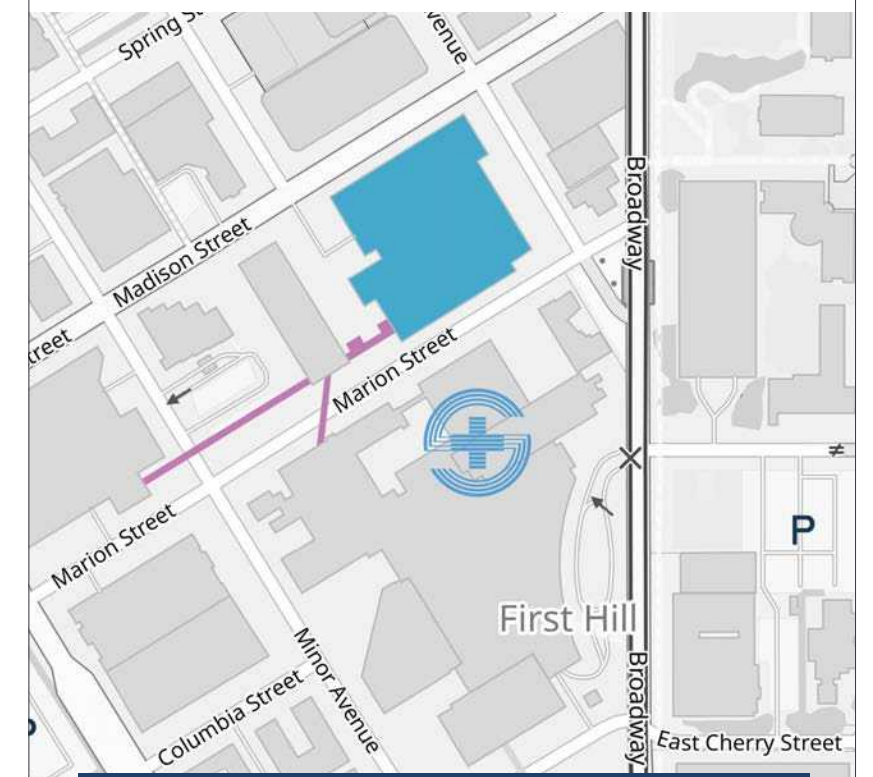 Spring St
venue
Broadway
Madison Street
treet
Marion Street
Marion Street
P
First Hill
Minor Avenue
Columbia Street
Broadway
East Cherry Street